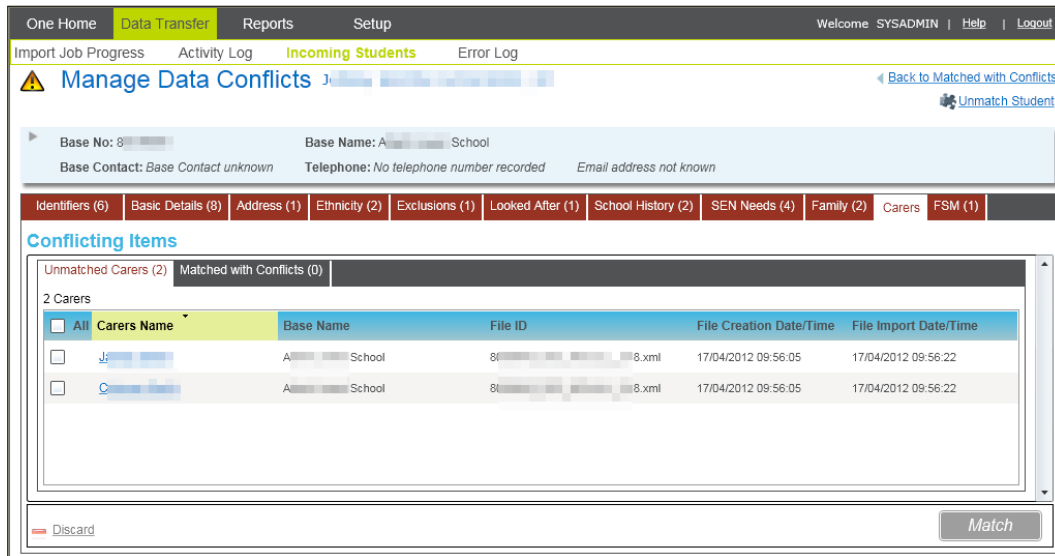 One Home Data Transfer Reports Setup Welcome SYSADMIN | Help | Logout
Import Job Progress Activity Log Incoming Students Error Log
Manage Data Conflicts
Back to Matched with Conflicts
Unmatch Student
Base No: 8 Base Name: A School
Base Contact: Base Contact unknown Telephone: No telephone number recorded Email address not known
Identifiers (6) Basic Details (8) Address (1) Ethnicity (2) Exclusions (1) Looked After (1) School History (2) SEN Needs (4) Family (2) Carers FSM (1)
Conflicting Items
Unmatched Carers (2) Matched with Conflicts (0)
2 Carers
All Carers Name Base Name File ID File Creation Date/Time File Import Date/Time
A School 8 8.xml 17/04/2012 09:56:05 17/04/2012 09:56:22
C A School 8 8.xml 17/04/2012 09:56:05 17/04/2012 09:56:22
Discard Match